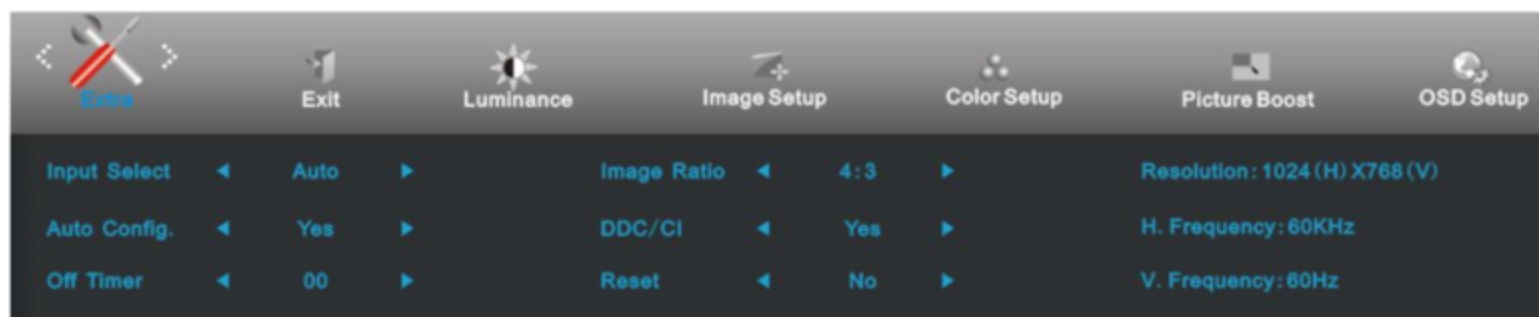 Extra Exit Luminance Image Setup Color Setup Picture Boost OSD Setup
Input Select Auto Image Ratio 4:3 Resolution:1024(H)X768(V)
Auto Config. Yes DDC/CI Yes H. Frequency:60KHz
Off Timer 00 Reset No V. Frequency:60Hz